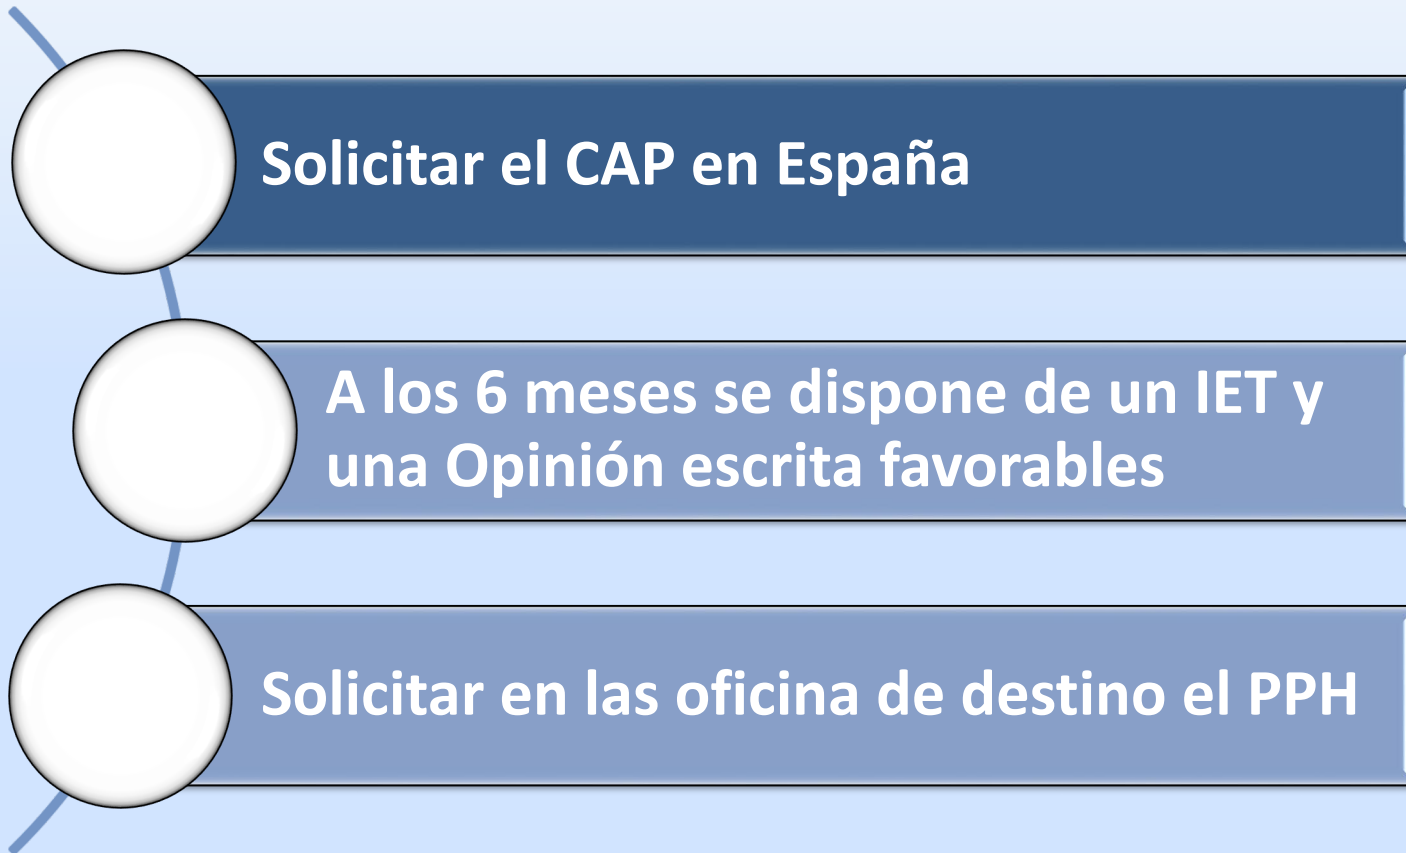 Solicitar el CAP en España
A los 6 meses se dispone de un IET y
una Opinión escrita favorables
Solicitar en las oficina de destino el PPH